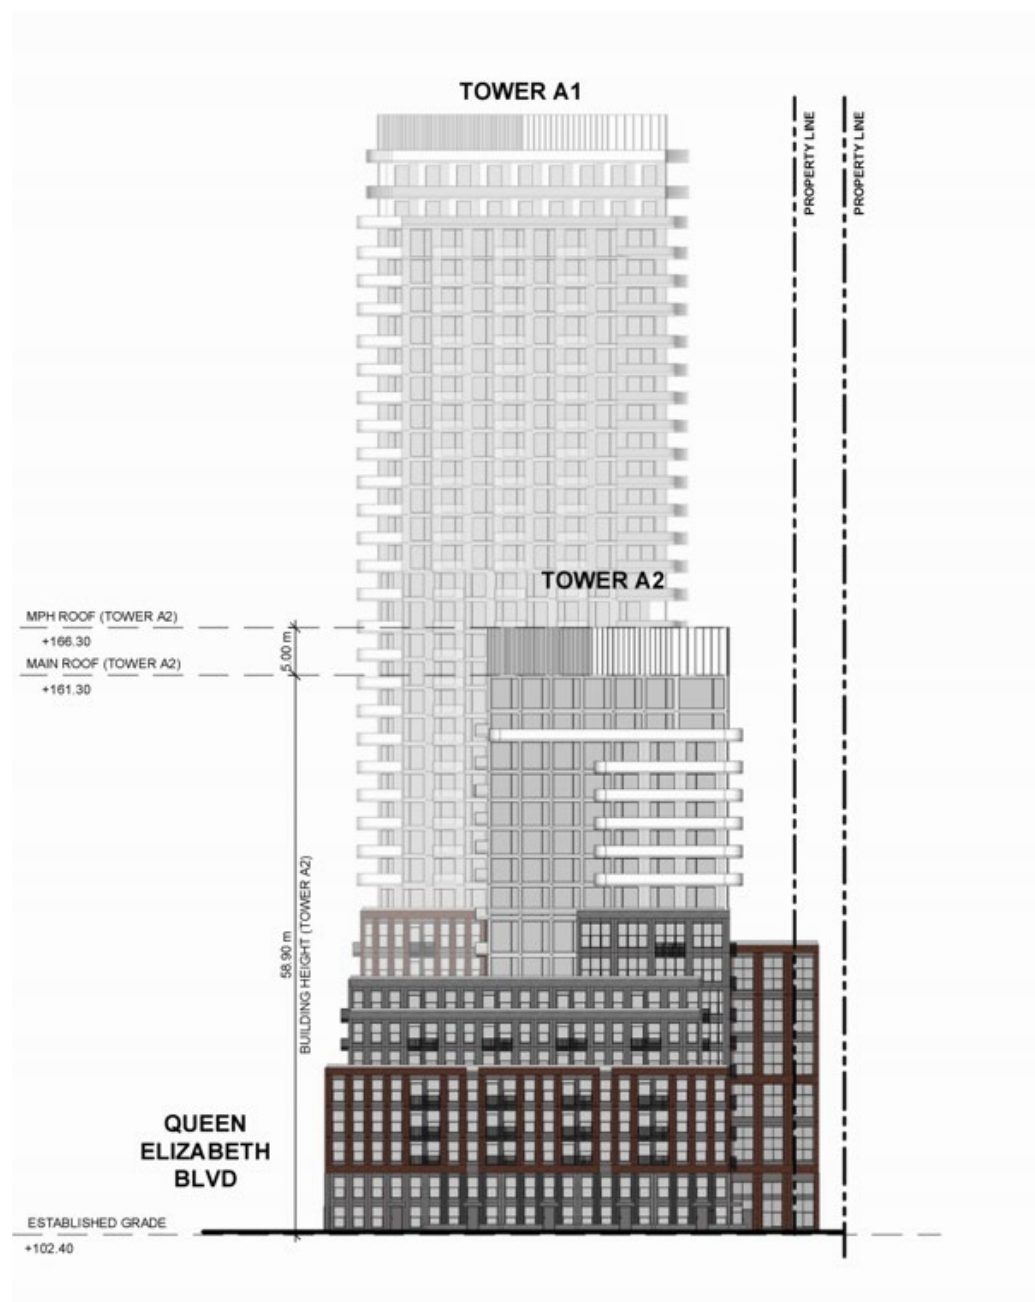 TOWER A1
PROPERTY LINE
PROPERTY LINE
TOWER A2
MPH ROOF (TOWER A2)
+166.30
5.00 m
MAIN ROOF (TOWER A2)
+161.30
58.90 m
BUILDING HEIGHT (TOWER A2)
QUEEN
ELIZABETH
BLVD
ESTABLISHED GRADE
+102.40